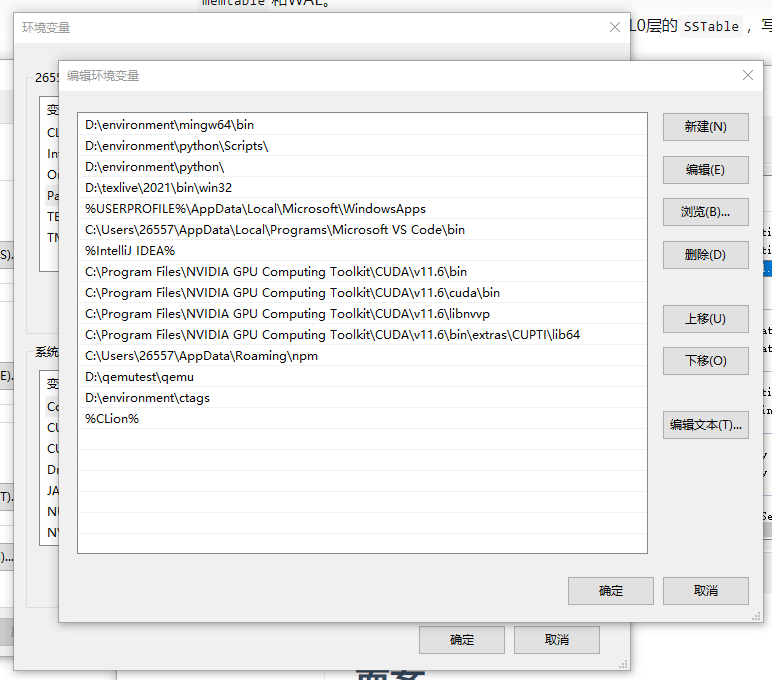 memtable 和WAL。
L0层的 SSTable，写
环境变量
2655
编辑环境变量
D:\environment\mingw64\bin
D:\environment\python\Scripts\
D:\environment\python\
D:\texlive\2021\bin\win32
%USERPROFILE%\AppData\Local\Microsoft\WindowsApps
C:\Users\26557\AppData\Local\Programs\Microsoft VS Code\bin
%IntelliJ IDEA%
C:\Program Files\NVIDIA GPU Computing Toolkit\CUDA\v11.6\bin
C:\Program Files\NVIDIA GPU Computing Toolkit\CUDA\v11.6\cuda\bin
C:\Program Files\NVIDIA GPU Computing Toolkit\CUDA\v11.6\libnvvp
C:\Program Files\NVIDIA GPU Computing Toolkit\CUDA\v11.6\bin\extras\CUPTI\lib64
C:\Users\26557\AppData\Roaming\npm
D:\qemutest\qemu
D:\environment\ctags
%CLion%
新建(N)
编辑(E)
浏览(B)...
删除(D)
上移(U)
下移(O)
编辑文本(T)...
确定
取消
变
CL
Int
On
Pa
TE
TM
系统
变
Co
CU
CU
Dr
JA
NU
NV
确定
取消